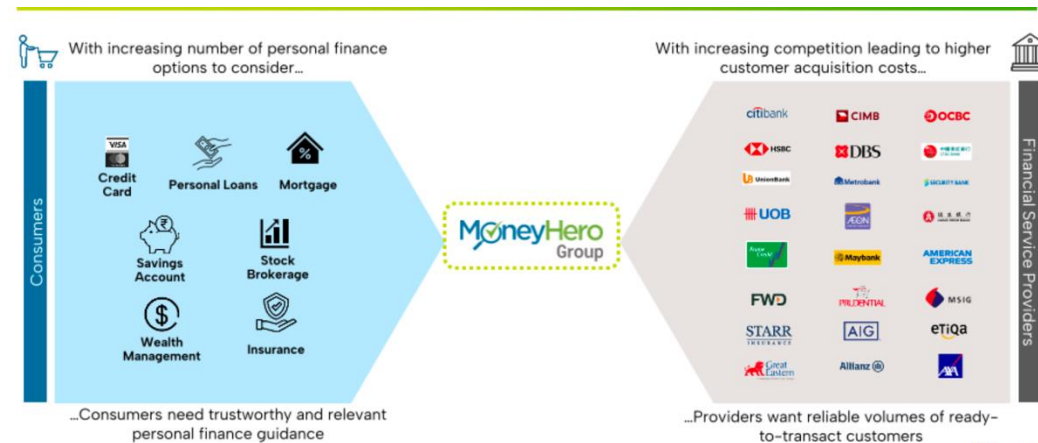 With increasing number of personal finance
options to consider...
With increasing competition leading to higher
customer acquisition costs...
Consumers
VISA
Credit
Card
Personal Loans
%
Mortgage
₹
Savings
Account
Stock
Brokerage
$
Wealth
Management
Insurance
MoneyHero
Group
citibank
CIMB
OCBC
HSBC
DBS
UnionBank
Metrobank
SECURITY BANK
UOB
AEON
Maybank
AMERICAN
EXPRESS
FWD
PRUDENTIAL
MSIG
STARR
INSURANCE
AIG
eTiQa
Great
Eastern
Allianz
AXA
Financial Service Providers
...Consumers need trustworthy and relevant
personal finance guidance
...Providers want reliable volumes of ready-
to-transact customers